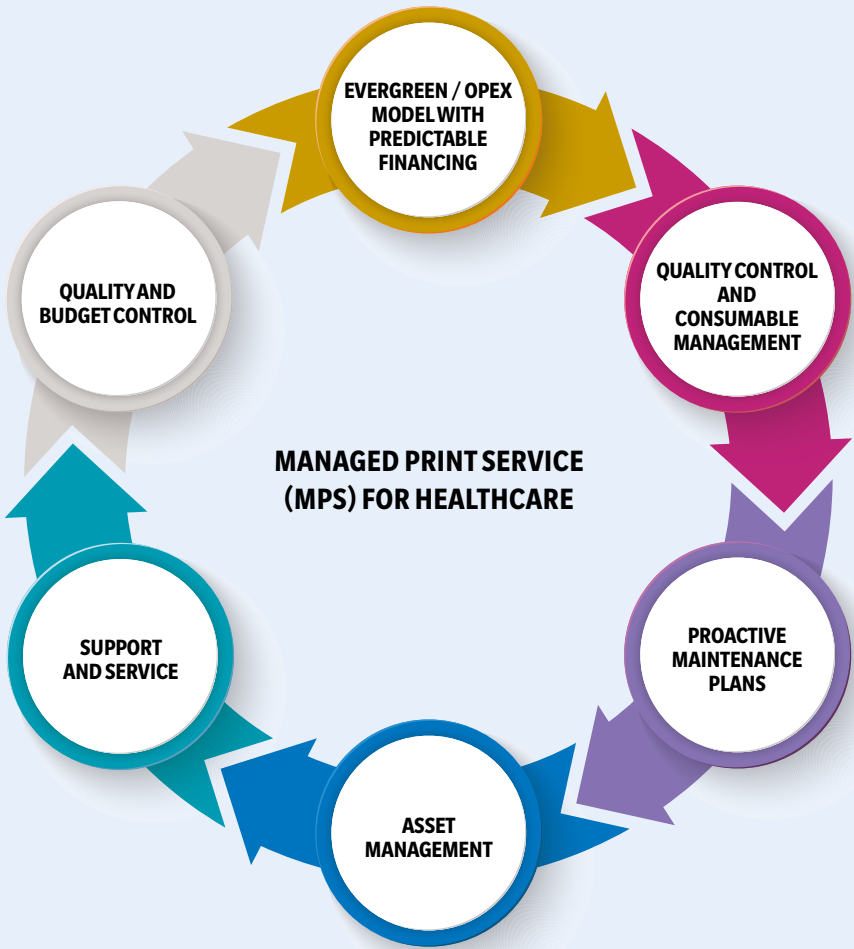 EVERGREEN / OPEX
MODEL WITH
PREDICTABLE
FINANCING
QUALITY CONTROL
AND
CONSUMABLE
MANAGEMENT
PROACTIVE
MAINTENANCE
PLANS
ASSET
MANAGEMENT
SUPPORT
AND SERVICE
QUALITY AND
BUDGET CONTROL
MANAGED PRINT SERVICE
(MPS) FOR HEALTHCARE